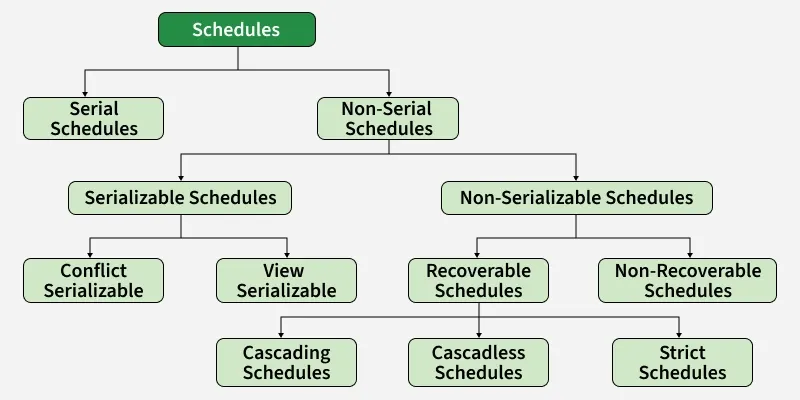 Schedules
Serial
Schedules
Non-Serial
Schedules
Serializable Schedules
Non-Serializable Schedules
Conflict
Serializable
View
Serializable
Recoverable
Schedules
Non-Recoverable
Schedules
Cascading
Schedules
Cascadless
Schedules
Strict
Schedules